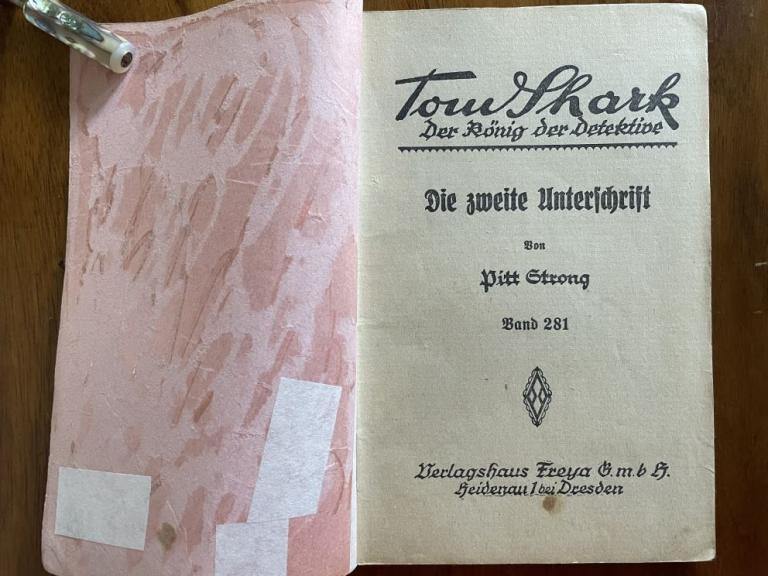 Tom Shark
Der König der Detektive
Die zweite Unterschrift
Von
Pitt Strong
Band 281
Verlagshaus Freya G.m.b H.
Heidenau 1 bei Dresden